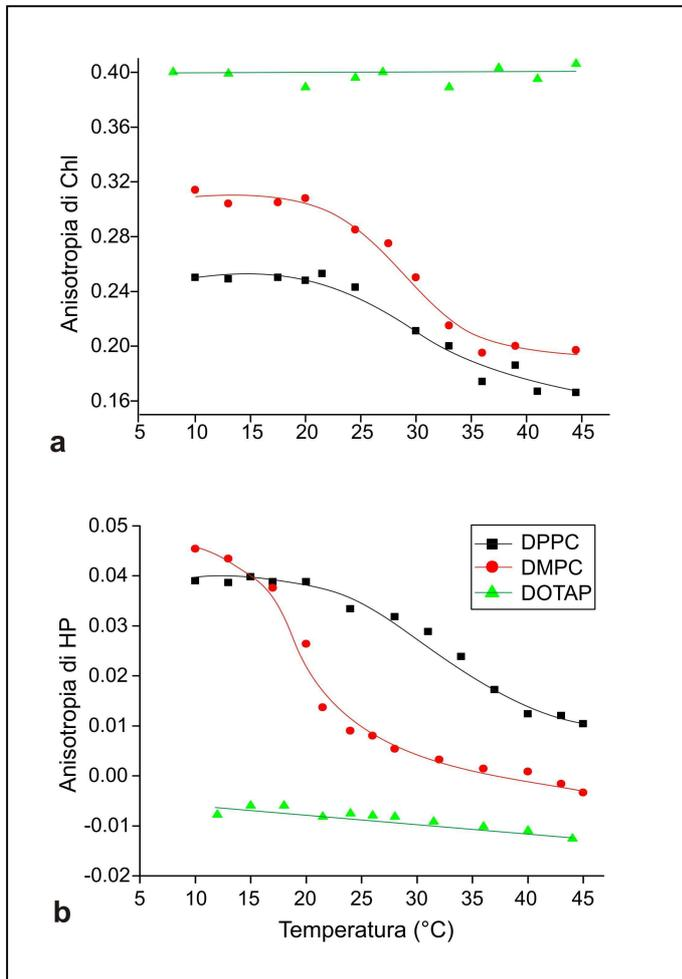 0.40
0.36
0.32
0.28
0.24
0.20
0.16
Anisotropia di Chl
5 10 15 20 25 30 35 40 45
a
0.05
0.04
0.03
0.02
0.01
0.00
-0.01
-0.02
Anisotropia di HP
DPPC
DMPC
DOTAP
5 10 15 20 25 30 35 40 45
b
Temperatura (°C)